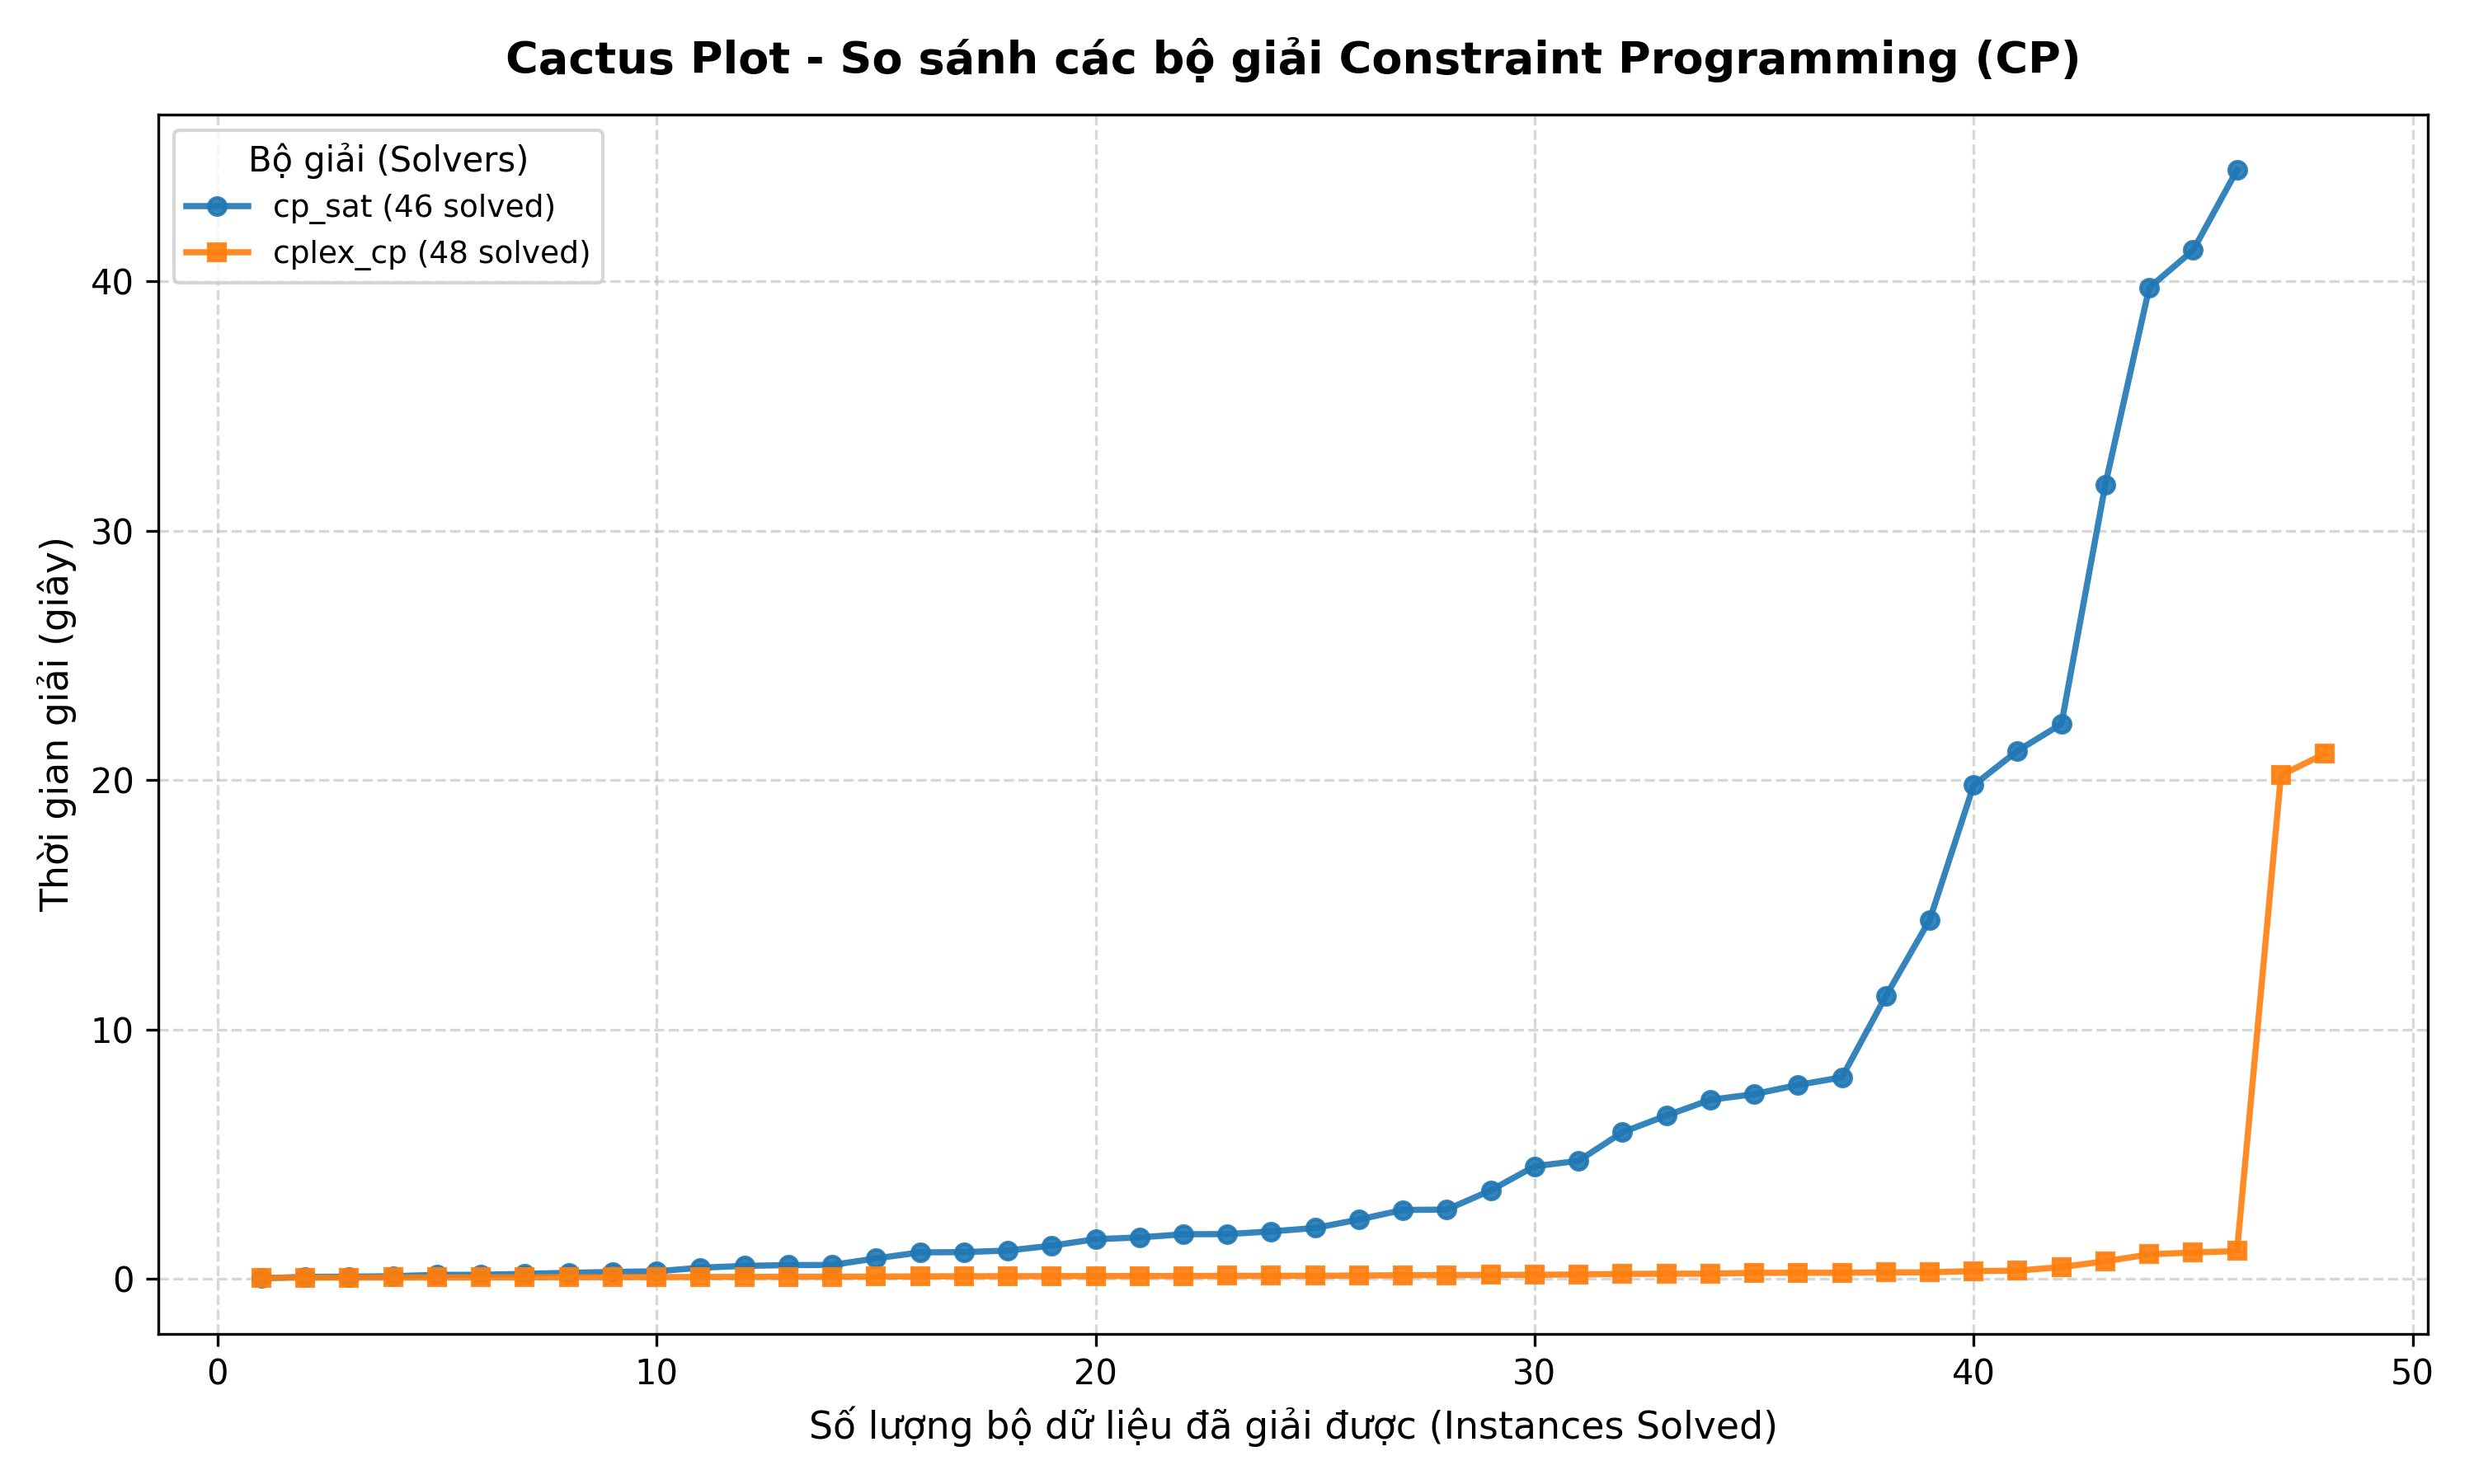 Cactus Plot - So sánh các bộ giải Constraint Programming (CP)
Bộ giải (Solvers)
cp_sat (46 solved)
cplex_cp (48 solved)
Thời gian giải (giây)
40
30
20
10
0
0 10 20 30 40 50
Số lượng bộ dữ liệu đã giải được (Instances Solved)